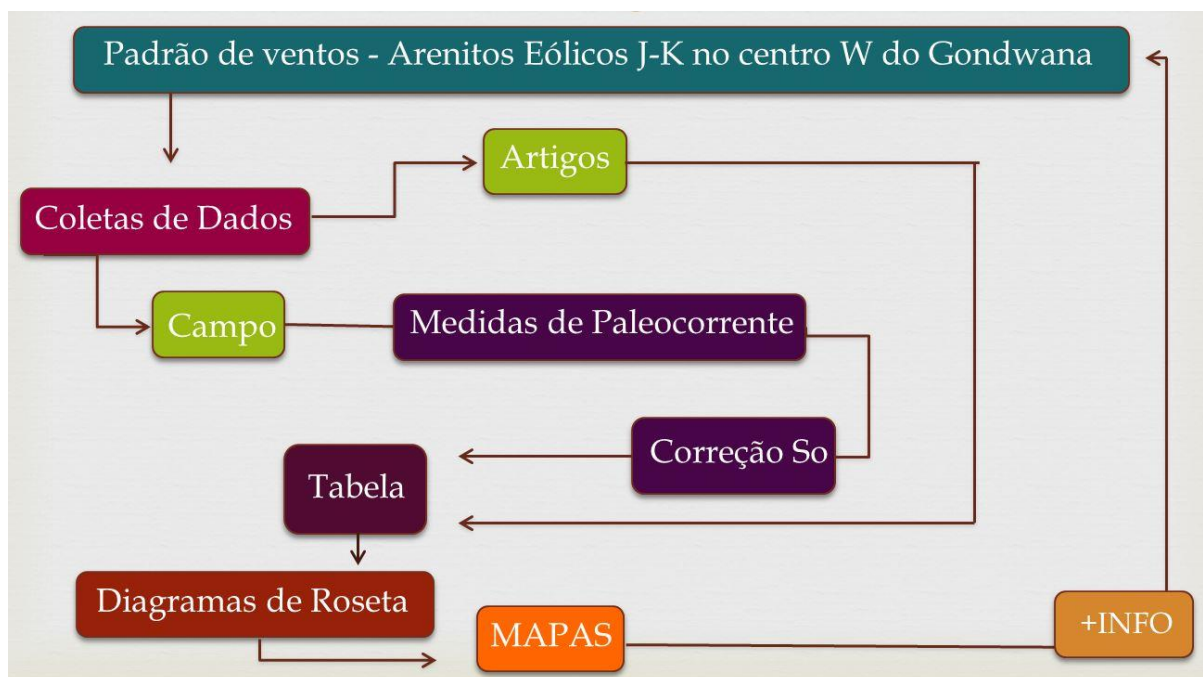 Padrão de ventos - Arenitos Eólicos J-K no centro W do Gondwana
Artigos
Coletas de Dados
Campo
Medidas de Paleocorrente
Correção So
Tabela
Diagramas de Roseta
MAPAS
+INFO